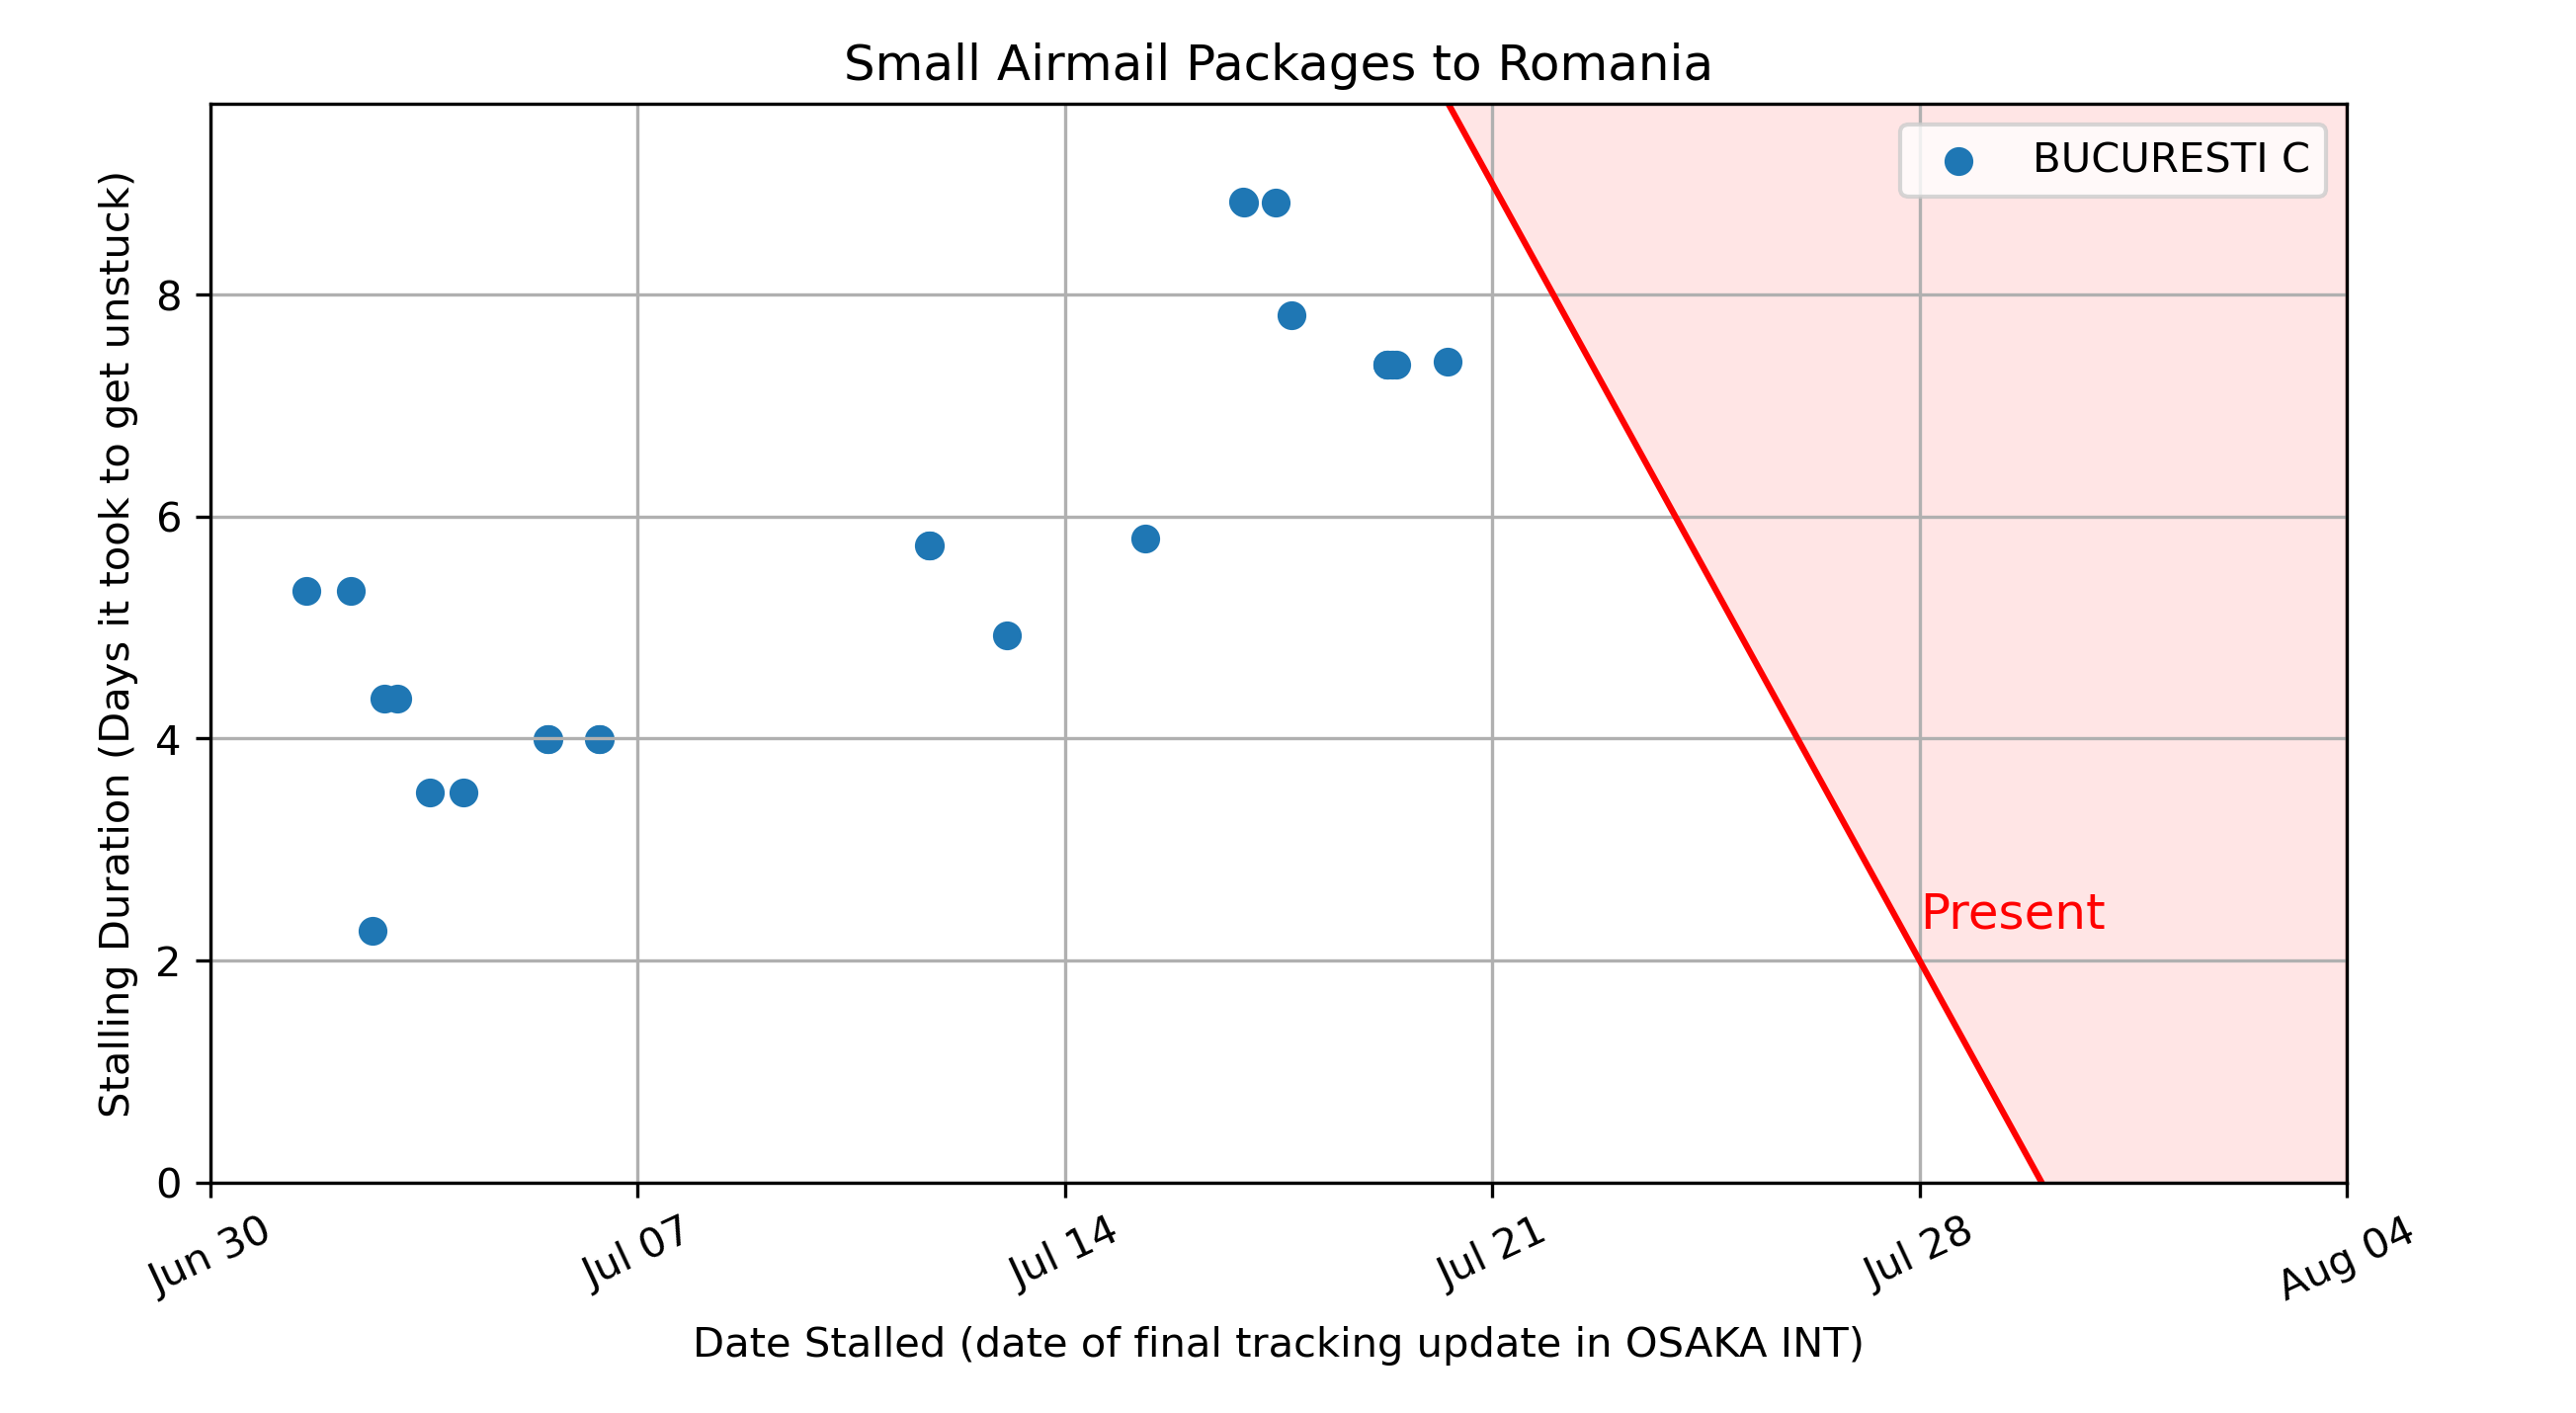 Small Airmail Packages to Romania
BUCURESTI C
Stalling Duration (Days it took to get unstuck)
8
6
4
2
0
Present
Jun 30
Jul 07
Jul 14
Jul 21
Jul 28
Aug 04
Date Stalled (date of final tracking update in OSAKA INT)